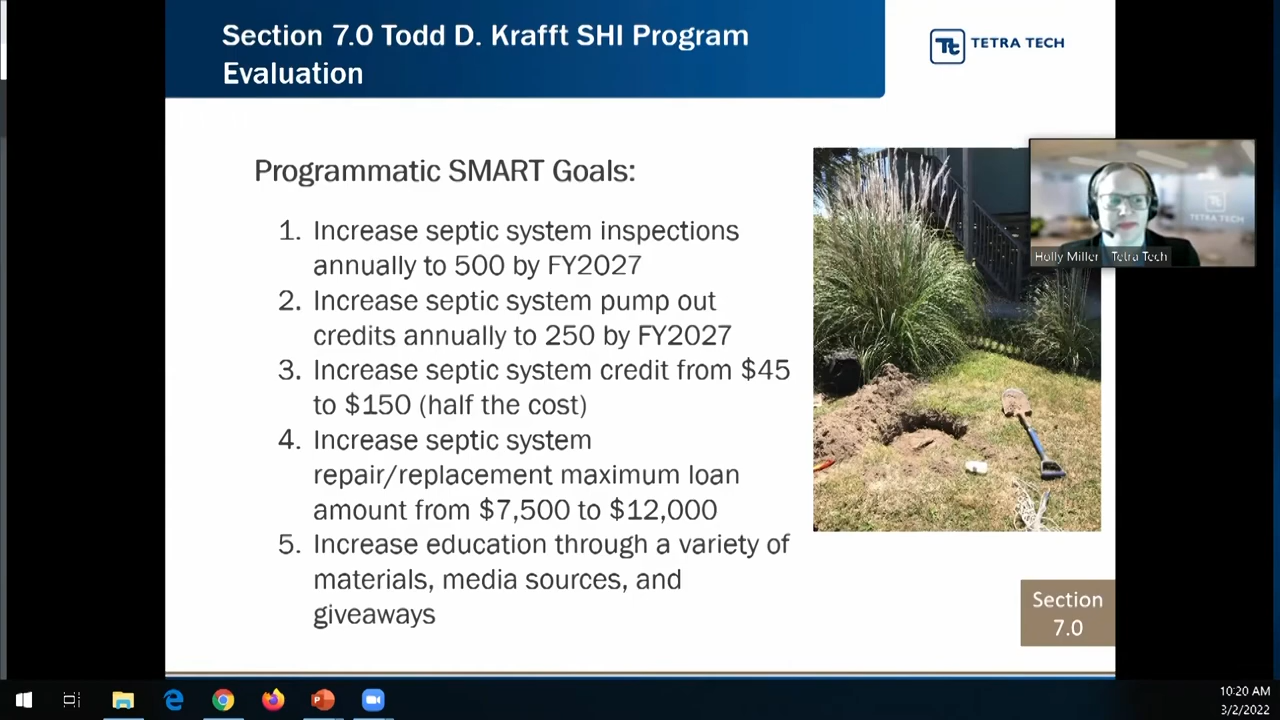 Section 7.0 Todd D. Krafft SHI Program
Evaluation
Tt TETRA TECH
Programmatic SMART Goals:
1. Increase septic system inspections
annually to 500 by FY2027
2. Increase septic system pump out
credits annually to 250 by FY2027
3. Increase septic system credit from $45
to $150 (half the cost)
4. Increase septic system
repair/replacement maximum loan
amount from $7,500 to $12,000
5. Increase education through a variety of
materials, media sources, and
giveaways
TETRA TECH
Holly Miller - Tetra Tech
Section
7.0
10:20 AM
3/2/2022